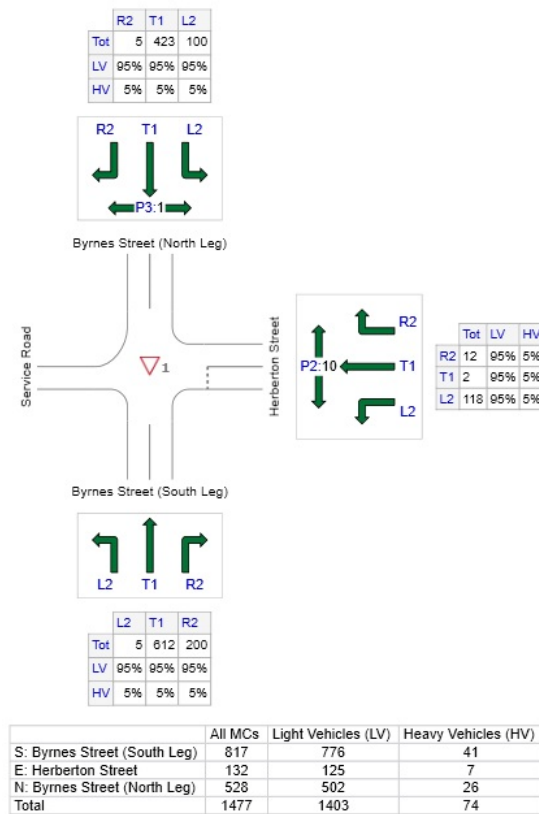 R2 T1 L2
Tot 5 423 100
LV 95% 95% 95%
HV 5% 5% 5%
R2 T1 L2
P3:1
Byrnes Street (North Leg)
Service Road
1
Herberton Street
R2
P2:10 T1
L2
Tot LV HV
R2 12 95% 5%
T1 2 95% 5%
L2 118 95% 5%
Byrnes Street (South Leg)
L2 T1 R2
L2 T1 R2
Tot 5 612 200
LV 95% 95% 95%
HV 5% 5% 5%
All MCs Light Vehicles (LV) Heavy Vehicles (HV)
S: Byrnes Street (South Leg) 817 776 41
E: Herberton Street 132 125 7
N: Byrnes Street (North Leg) 528 502 26
Total 1477 1403 74